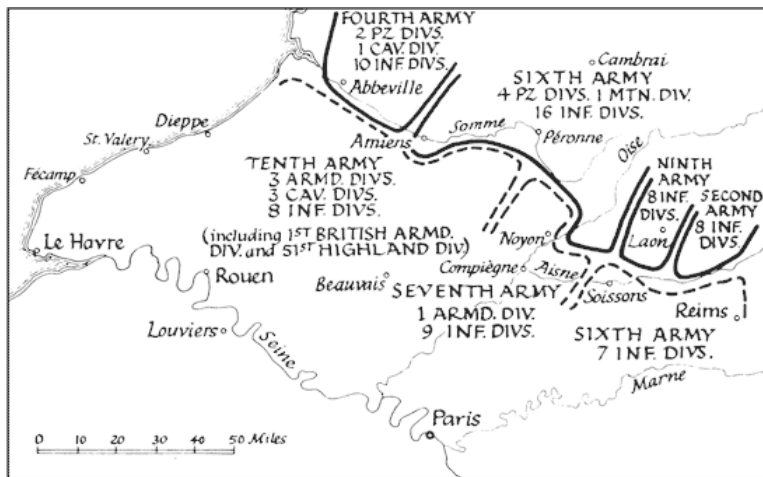 FOURTH ARMY
2 PZ DIVS.
1 CAV. DIV.
10 INF. DIVS.
Abbeville
Cambrai
SIXTH ARMY
4 PZ DIVS. 1 MTN. DIV.
16 INF. DIVS.
Dieppe
St. Valery
Fécamp
Amiens
Somme
Péronne
Oise
TENTH ARMY
3 ARMD. DIVS.
3 CAV. DIVS.
8 INF. DIVS.
(including 1ST BRITISH ARMD.
DIV. and 51ST HIGHLAND DIV.)
NINTH
ARMY
8 INF.
DIVS.
SECOND
ARMY
8 INF.
DIVS.
Laon
Noyon
Le Havre
Rouen
Beauvais
Compiègne
Aisne
Soissons
Reims
SEVENTH ARMY
1 ARMD. DIV.
9 INF. DIVS.
SIXTH ARMY
7 INF. DIVS.
Louviers
Seine
Marne
Paris
0 10 20 30 40 50 Miles